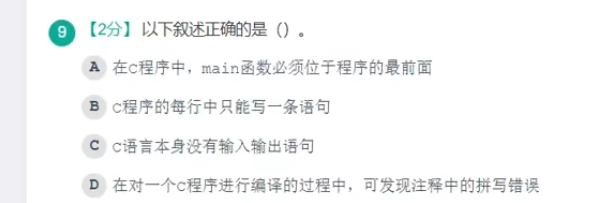 9 【2分】 以下叙述正确的是（）。
A 在C程序中，main函数必须位于程序的最前面
B C程序的每行中只能写一条语句
C C语言本身没有输入输出语句
D 在对一个C程序进行编译的过程中，可发现注释中的拼写错误